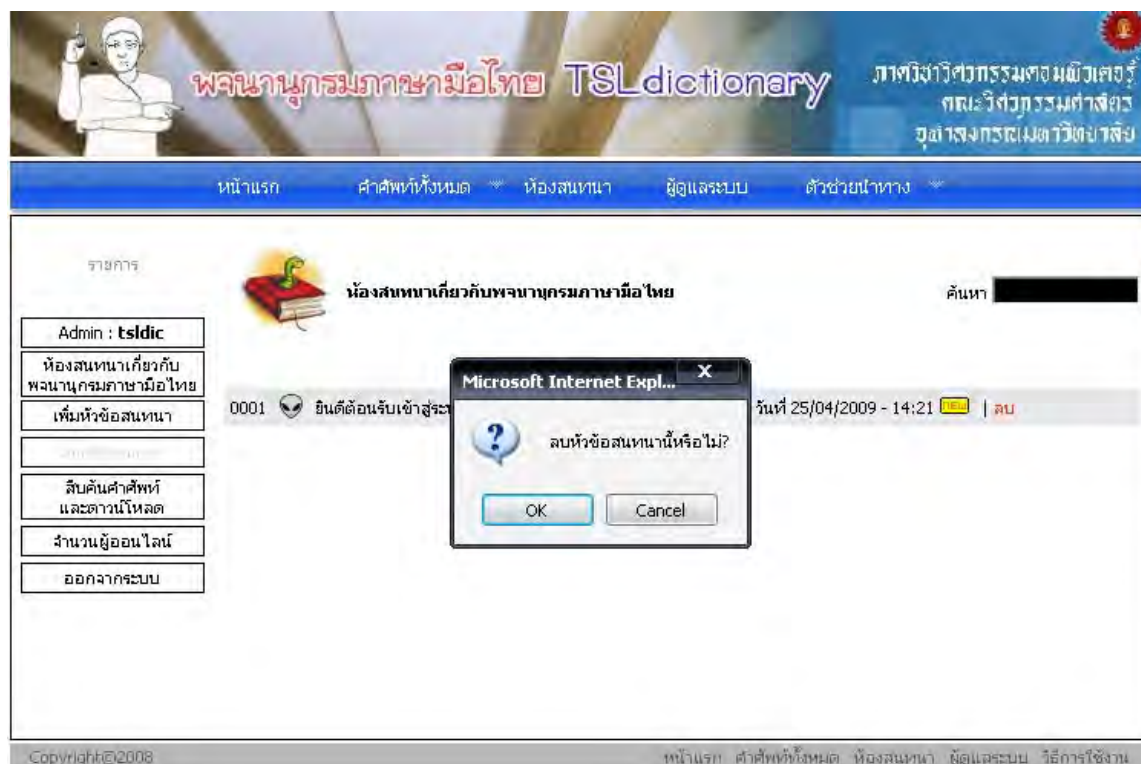 พจนานุกรมภาษามือไทย TSLdictionary
ภาควิชาวิศวกรรมคอมพิวเตอร์
คณะวิศวกรรมศาสตร์
จุฬาลงกรณ์มหาวิทยาลัย
หน้าแรก คำศัพท์ทั้งหมด ห้องสนทนา ผู้ดูแลระบบ ตัวช่วยนำทาง
รายการ
ห้องสนทนาเกี่ยวกับพจนานุกรมภาษามือไทย
ค้นหา
Admin : tsldic
ห้องสนทนาเกี่ยวกับ
พจนานุกรมภาษามือไทย
เพิ่มหัวข้อสนทนา
สืบค้นคำศัพท์
และดาวน์โหลด
จำนวนผู้ออนไลน์
ออกจากระบบ
0001 ยินดีต้อนรับเข้าสู่ระบ วันที่ 25/04/2009 - 14:21 new | ลบ
Microsoft Internet Expl... X
ลบหัวข้อสนทนานี้หรือไม่?
OK Cancel
Copyright©2008
หน้าแรก คำศัพท์ทั้งหมด ห้องสนทนา ผู้ดูแลระบบ วิธีการใช้งาน